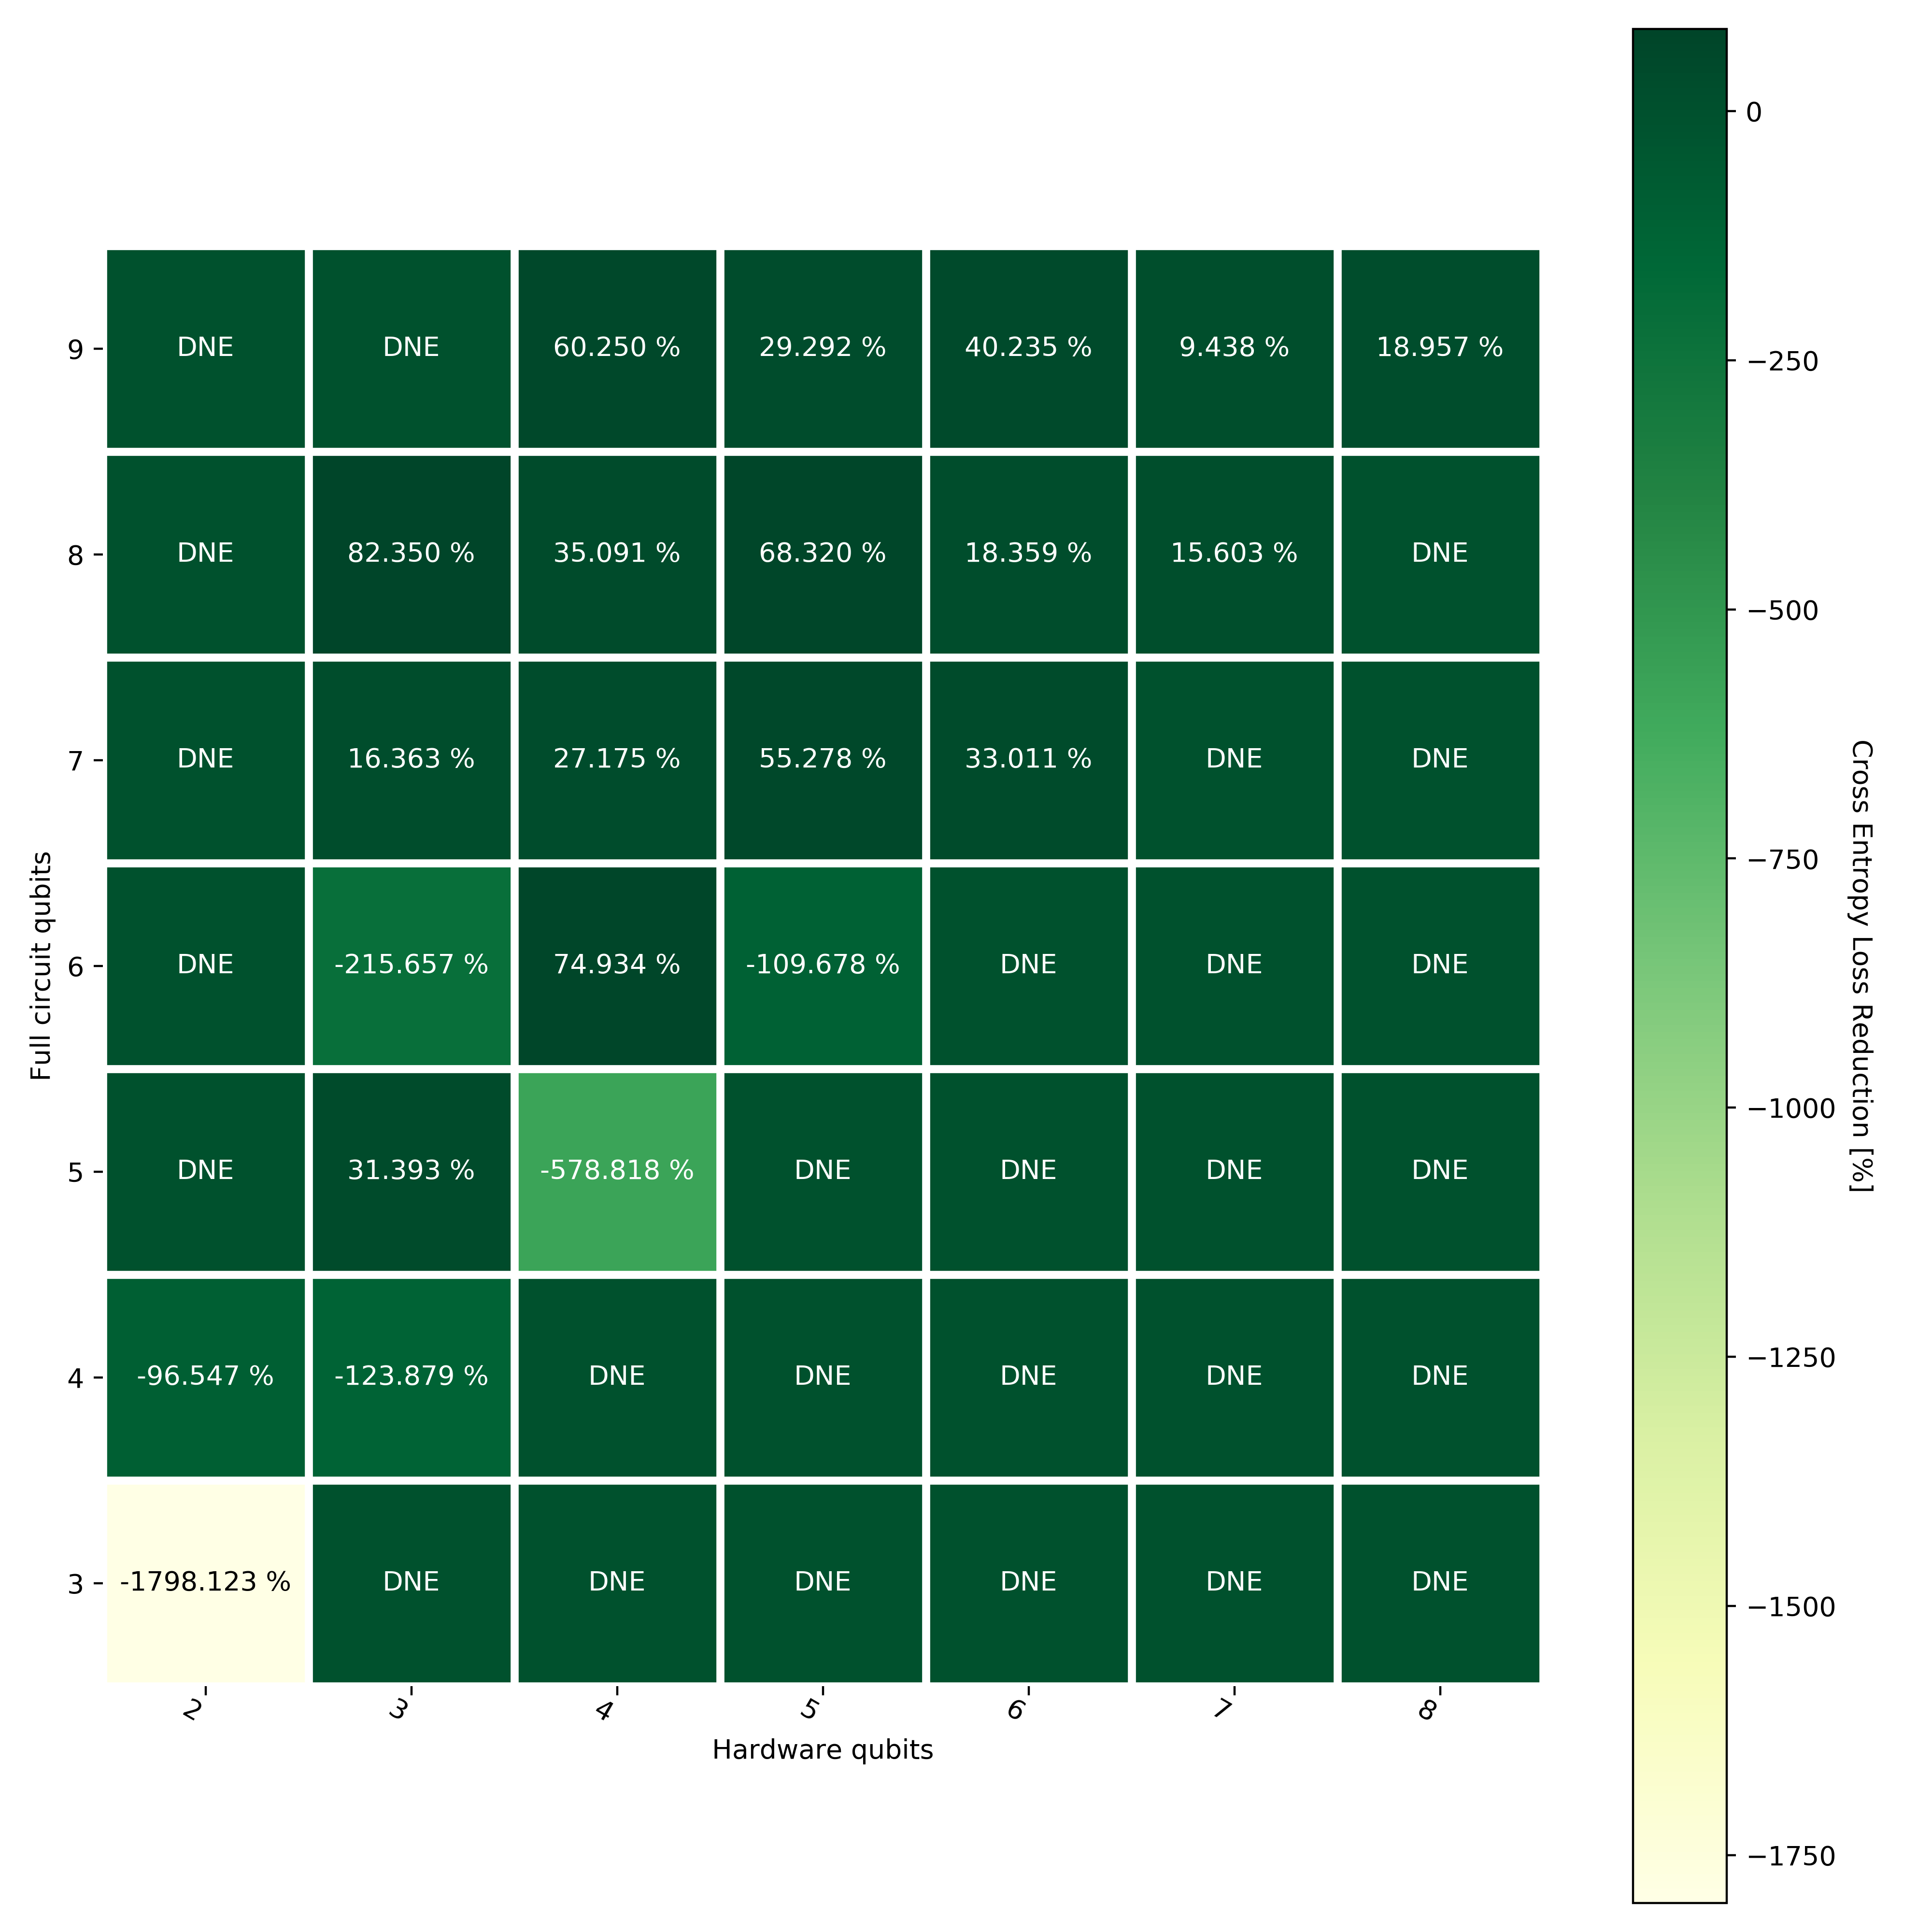 9 DNE DNE 60.250 % 29.292 % 40.235 % 9.438 % 18.957 %
8 DNE 82.350 % 35.091 % 68.320 % 18.359 % 15.603 % DNE
7 DNE 16.363 % 27.175 % 55.278 % 33.011 % DNE DNE
6 DNE -215.657 % 74.934 % -109.678 % DNE DNE DNE
5 DNE 31.393 % -578.818 % DNE DNE DNE DNE
4 -96.547 % -123.879 % DNE DNE DNE DNE DNE
3 -1798.123 % DNE DNE DNE DNE DNE DNE
2 3 4 5 6 7 8
Hardware qubits
Full circuit qubits
0
−250
−500
−750
−1000
−1250
−1500
−1750
Cross Entropy Loss Reduction [%]